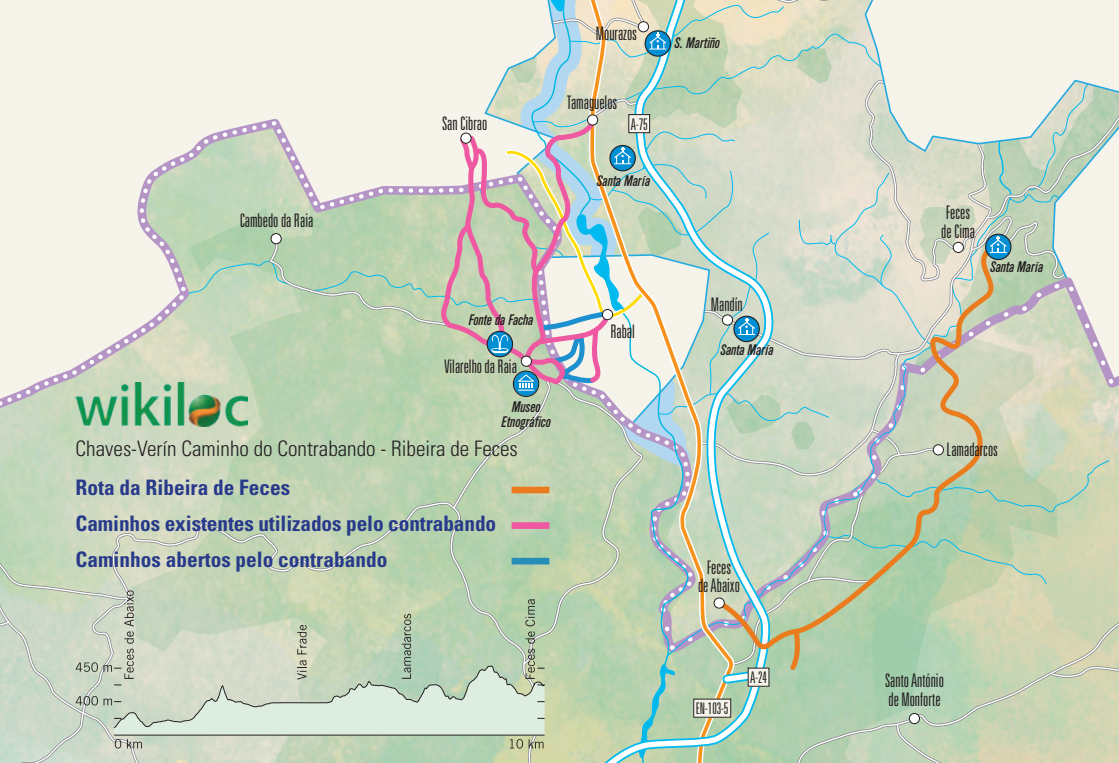 Mourazos
S. Martiño
Tamaguelos
San Cibrao
A-75
Santa María
Cambedo da Raia
Feces
de Cima
Santa María
Mandín
Fonte da Facha
Rabal
Santa María
Vilarelho da Raia
Museo
Etnográfico
wikiloc
Chaves-Verín Caminho do Contrabando - Ribeira de Feces
Lamadarcos
Rota da Ribeira de Feces
Caminhos existentes utilizados pelo contrabando
Caminhos abertos pelo contrabando
Feces
de Abaixo
Feces de Abaixo
Vila Frade
Lamadarcos
Feces de Cima
450 m
400 m
0 km
10 km
A-24
EN-103-5
Santo António
de Monforte